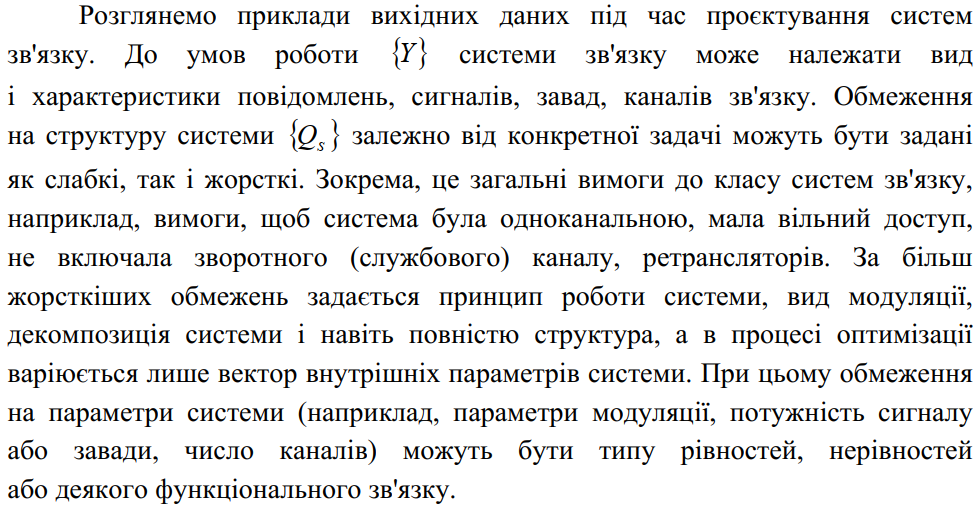 Розглянемо приклади вихідних даних під час проєктування систем
зв'язку. До умов роботи {Y} системи зв'язку може належати вид
і характеристики повідомлень, сигналів, завад, каналів зв'язку. Обмеження
на структуру системи {Qₛ} залежно від конкретної задачі можуть бути задані
як слабкі, так і жорсткі. Зокрема, це загальні вимоги до класу систем зв'язку,
наприклад, вимоги, щоб система була одноканальною, мала вільний доступ,
не включала зворотного (службового) каналу, ретрансляторів. За більш
жорсткіших обмежень задається принцип роботи системи, вид модуляції,
декомпозиція системи і навіть повністю структура, а в процесі оптимізації
варіюється лише вектор внутрішніх параметрів системи. При цьому обмеження
на параметри системи (наприклад, параметри модуляції, потужність сигналу
або завади, число каналів) можуть бути типу рівностей, нерівностей
або деякого функціонального зв'язку.